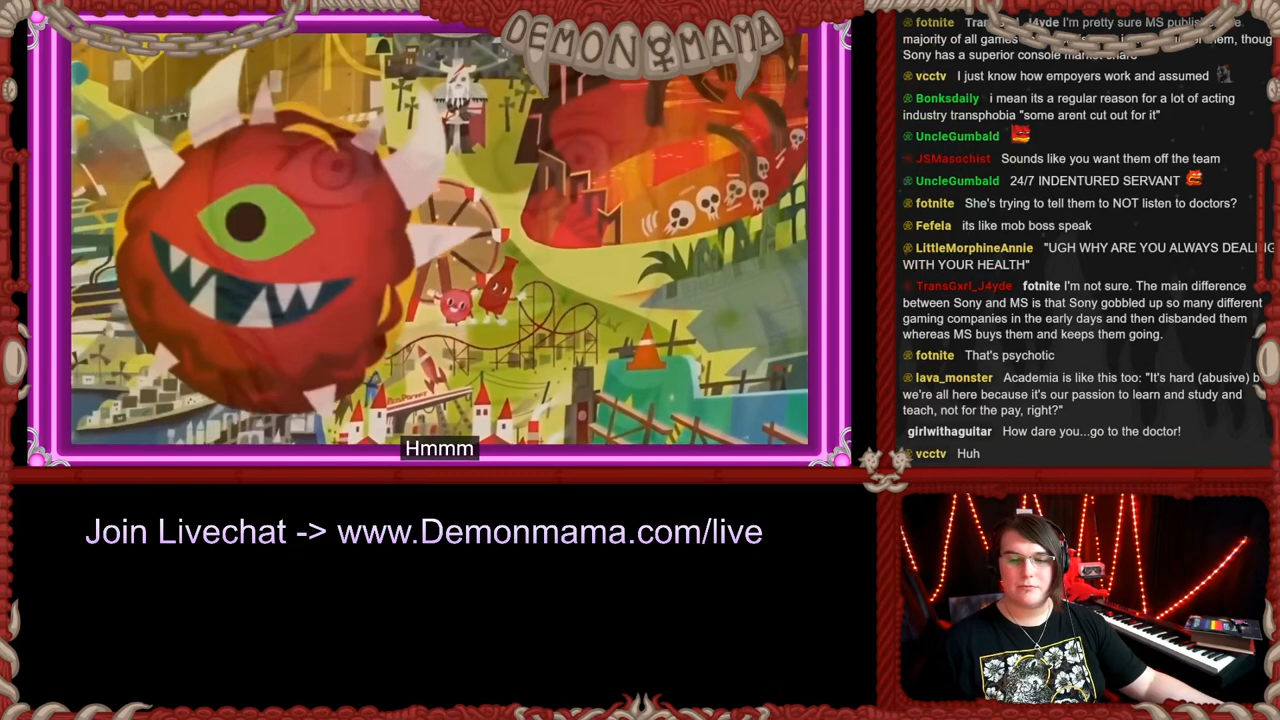 DEMON MAMA
fotnite I'm pretty sure MS
majority of all games
Sony has a superior console market share
vcctv I just know how empoyers work and assumed
Bonksdaily i mean its a regular reason for a lot of acting
industry transphobia "some arent cut out for it"
UncleGumbald
JSMasochist Sounds like you want them off the team
UncleGumbald 24/7 INDENTURED SERVANT
fotnite She's trying to tell them to NOT listen to doctors?
Fefela its like mob boss speak
LittleMorphineAnnie "UGH WHY ARE YOU ALWAYS DEALING
WITH YOUR HEALTH"
TransGxrl_J4yde fotnite I'm not sure. The main difference
between Sony and MS is that Sony gobbled up so many different
gaming companies in the early days and then disbanded them
whereas MS buys them and keeps them going.
fotnite That's psychotic
lava_monster Academia is like this too: "It's hard (abusive) b
we're all here because it's our passion to learn and study and
teach, not for the pay, right?"
girlwithaguitar How dare you...go to the doctor!
vcctv Huh
Hmmm
Join Livechat -> www.Demonmama.com/live